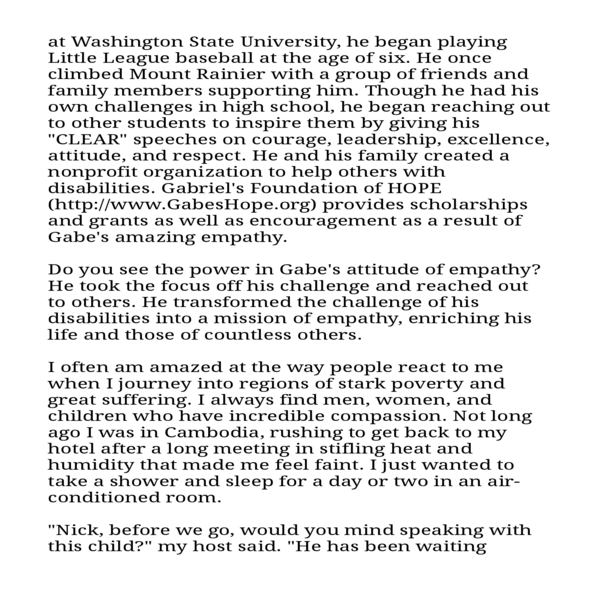 at Washington State University, he began playing
Little League baseball at the age of six. He once
climbed Mount Rainier with a group of friends and
family members supporting him. Though he had his
own challenges in high school, he began reaching out
to other students to inspire them by giving his
"CLEAR" speeches on courage, leadership, excellence,
attitude, and respect. He and his family created a
nonprofit organization to help others with
disabilities. Gabriel's Foundation of HOPE
(http://www.GabesHope.org) provides scholarships
and grants as well as encouragement as a result of
Gabe's amazing empathy.

Do you see the power in Gabe's attitude of empathy?
He took the focus off his challenge and reached out
to others. He transformed the challenge of his
disabilities into a mission of empathy, enriching his
life and those of countless others.

I often am amazed at the way people react to me
when I journey into regions of stark poverty and
great suffering. I always find men, women, and
children who have incredible compassion. Not long
ago I was in Cambodia, rushing to get back to my
hotel after a long meeting in stifling heat and
humidity that made me feel faint. I just wanted to
take a shower and sleep for a day or two in an air-
conditioned room.

"Nick, before we go, would you mind speaking with
this child?" my host said. "He has been waiting